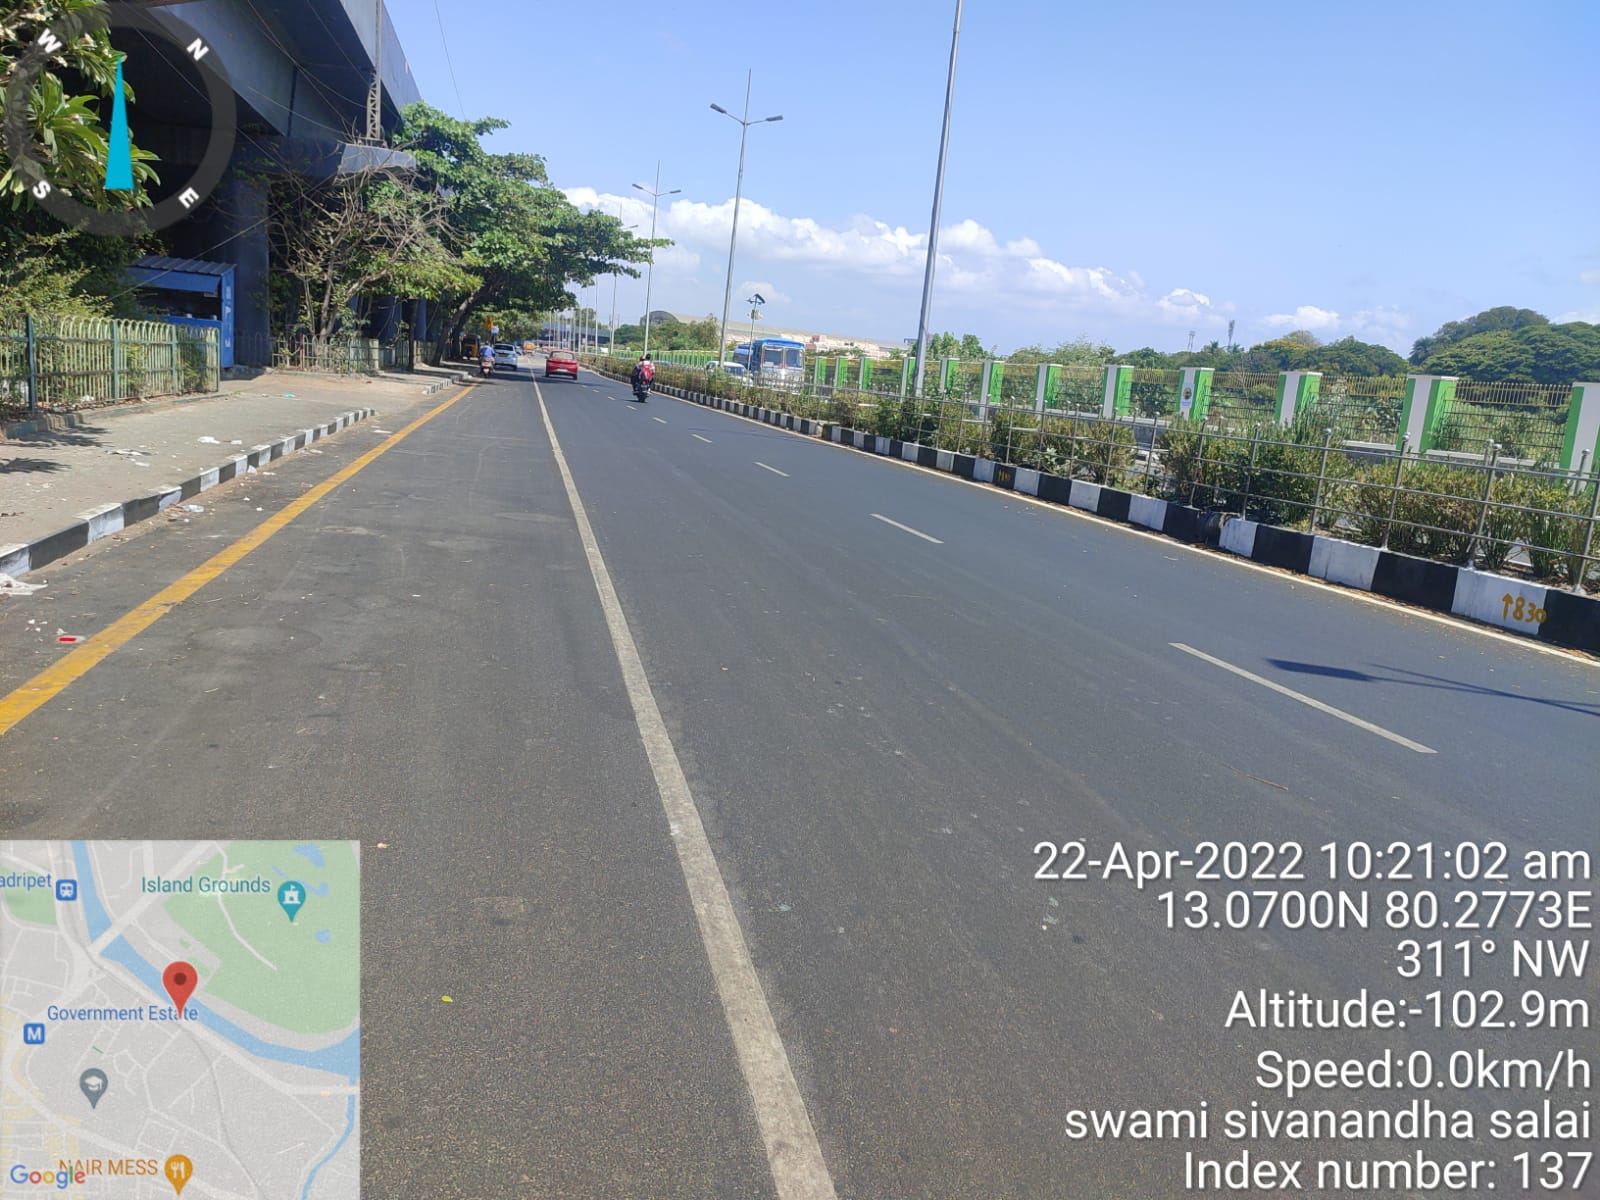 W
N
S
E
↑830
adripet
Island Grounds
Government Estate
M
NAIR MESS
Google
22-Apr-2022 10:21:02 am
13.0700N 80.2773E
311° NW
Altitude:-102.9m
Speed:0.0km/h
swami sivanandha salai
Index number: 137